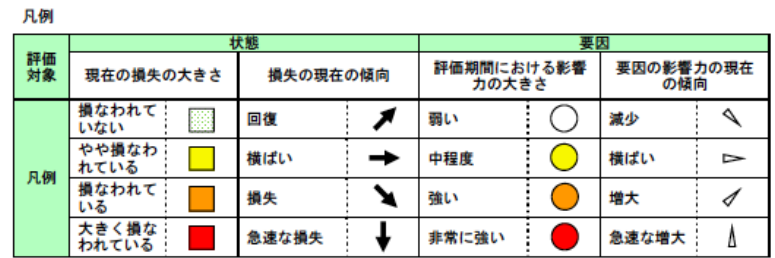 凡例
評価
対象
状態
要因
現在の損失の大きさ
損失の現在の傾向
評価期間における影響
力の大きさ
要因の影響力の現在
の傾向
凡例
損なわれて
いない
回復
弱い
減少
やや損なわ
れている
横ばい
中程度
横ばい
損なわれて
いる
損失
強い
増大
大きく損な
われている
急速な損失
非常に強い
急速な増大